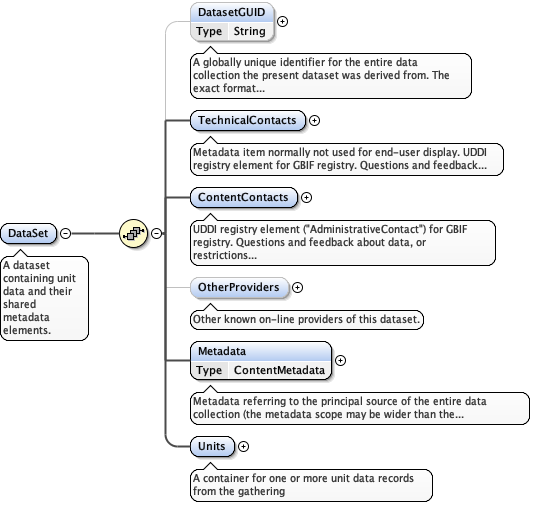 DatasetGUID
Type String
A globally unique identifier for the entire data
collection the present dataset was derived from. The
exact format...
TechnicalContacts
Metadata item normally not used for end-user display. UDDI
registry element for GBIF registry. Questions and feedback...
ContentContacts
UDDI registry element ("AdministrativeContact") for GBIF
registry. Questions and feedback about data, or
restrictions...
DataSet
A dataset
containing unit
data and their
shared
metadata
elements.
OtherProviders
Other known on-line providers of this dataset.
Metadata
Type ContentMetadata
Metadata referring to the principal source of the entire data
collection (the metadata scope may be wider than the...
Units
A container for one or more unit data records
from the gathering